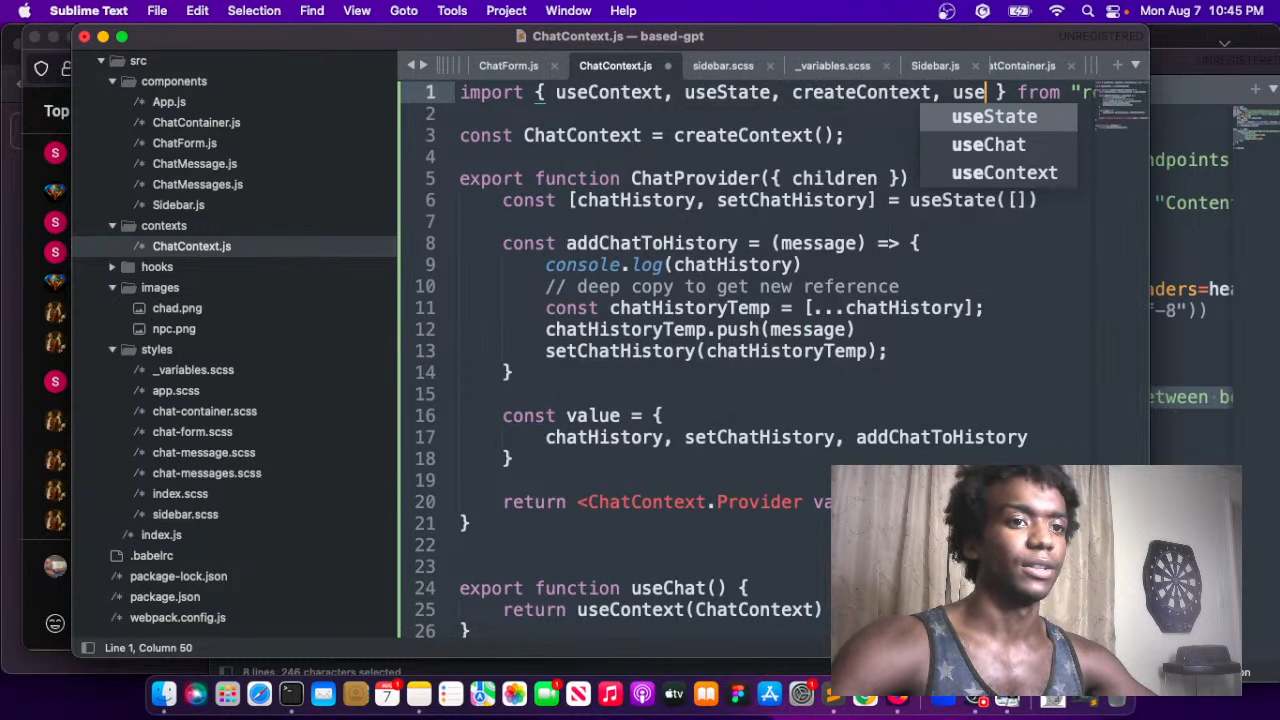 Sublime Text File Edit Selection Find View Goto Tools Project Window Help Mon Aug 7 10:45 PM
ChatContext.js — based-gpt
UNREGISTERED
src
components
App.js
ChatContainer.js
ChatForm.js
ChatMessage.js
ChatMessages.js
Sidebar.js
contexts
ChatContext.js
hooks
images
chad.png
npc.png
styles
_variables.scss
app.scss
chat-container.scss
chat-form.scss
chat-message.scss
chat-messages.scss
index.scss
sidebar.scss
index.js
.babelrc
package-lock.json
package.json
webpack.config.js
ChatForm.js ChatContext.js sidebar.scss _variables.scss Sidebar.js atContainer.js
1 import { useContext, useState, createContext, use } from "r
useState
useChat
useContext
2
3 const ChatContext = createContext();
4
5 export function ChatProvider({ children })
6 const [chatHistory, setChatHistory] = useState([])
7
8 const addChatToHistory = (message) => {
9 console.log(chatHistory)
10 // deep copy to get new reference
11 const chatHistoryTemp = [...chatHistory];
12 chatHistoryTemp.push(message)
13 setChatHistory(chatHistoryTemp);
14 }
15
16 const value = {
17 chatHistory, setChatHistory, addChatToHistory
18 }
19
20 return <ChatContext.Provider va
21 }
22
23
24 export function useChat() {
25 return useContext(ChatContext)
26 }
ndpoints
"Conten
aders=hea
f-8"))
etween be
S
S
S
S
Line 1, Column 50
8 lines, 246 characters selected